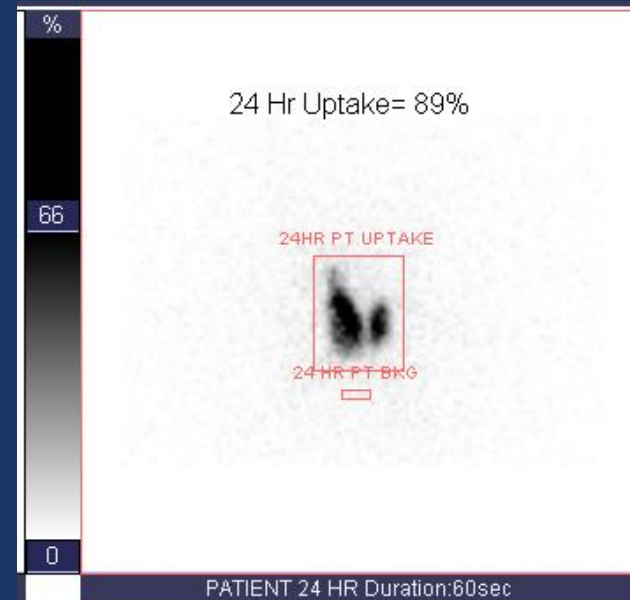 %
24 Hr Uptake= 89%
66
24HR PT UPTAKE
24 HR PT BKG
0
PATIENT 24 HR Duration:60sec